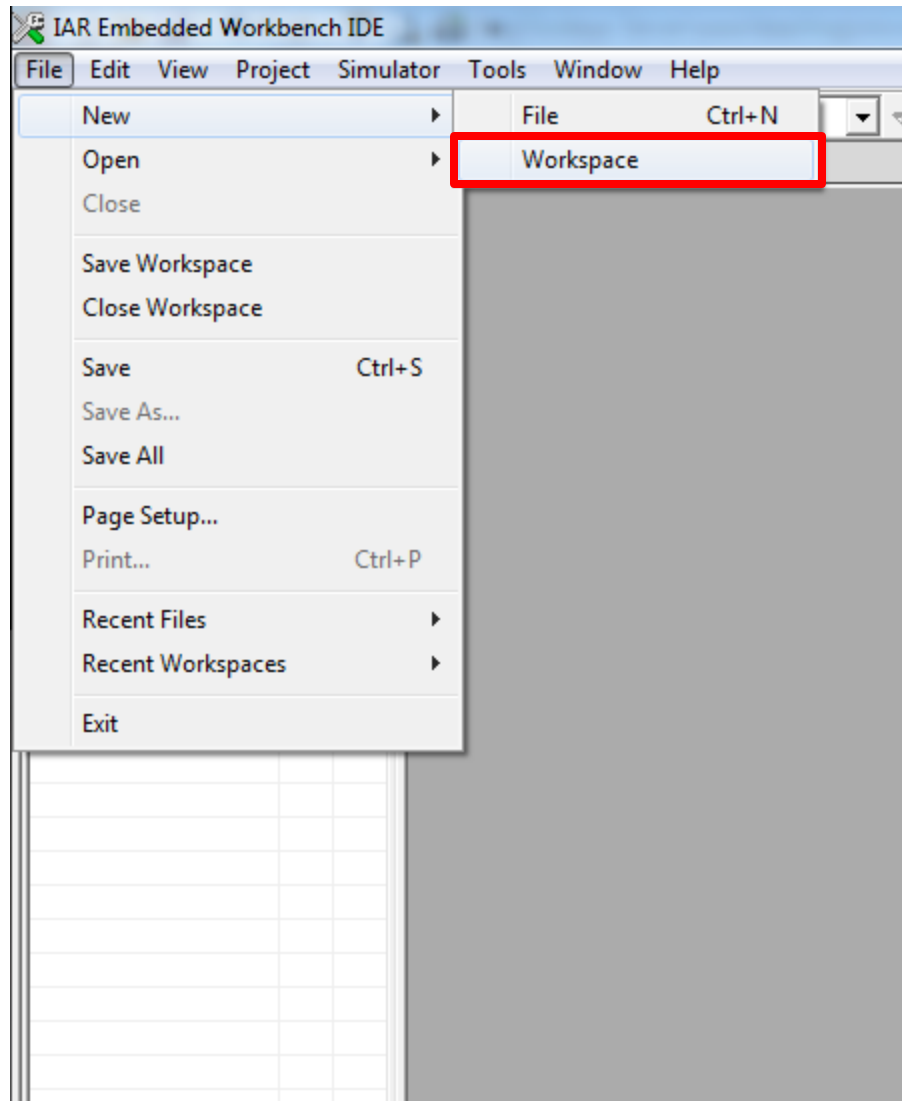 IAR Embedded Workbench IDE
File Edit View Project Simulator Tools Window Help
New
File Ctrl+N
Open
Workspace
Close
Save Workspace
Close Workspace
Save Ctrl+S
Save As...
Save All
Page Setup...
Print... Ctrl+P
Recent Files
Recent Workspaces
Exit